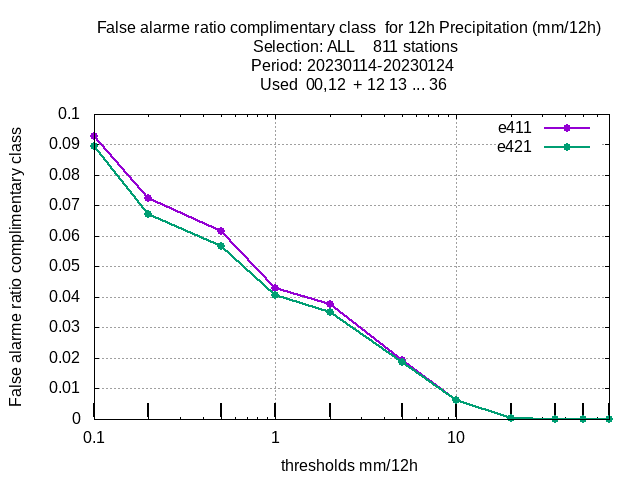 False alarme ratio complimentary class  for 12h Precipitation (mm/12h)
Selection: ALL    811 stations
Period: 20230114-20230124
Used  00,12  + 12 13 ... 36
e411
e421
False alarme ratio complimentary class
0.1
0.09
0.08
0.07
0.06
0.05
0.04
0.03
0.02
0.01
0
0.1
1
10
thresholds mm/12h